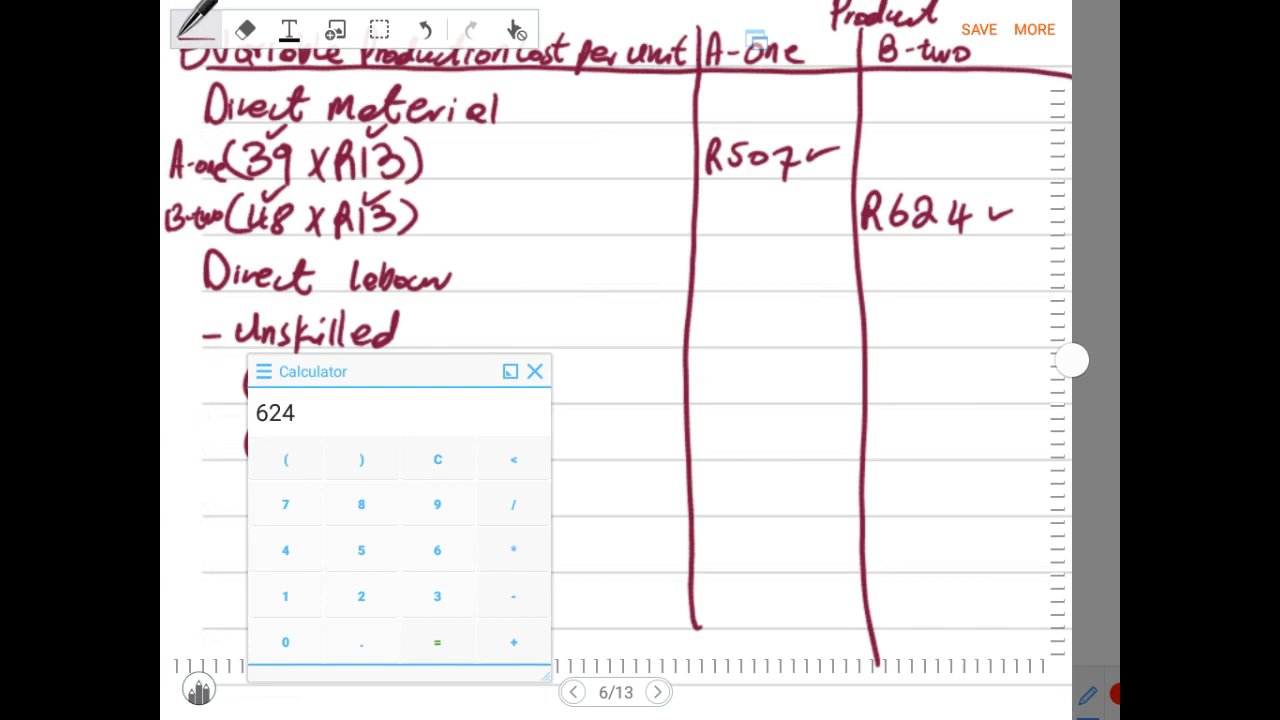 Product
SAVE MORE
Variable Production Cost per unit A-one B-two
Direct Material
A-one (39 X R13) R507
B-two (48 X R13) R624
Direct labour
- Unskilled
Calculator
624
( ) C <
7 8 9 /
4 5 6 *
1 2 3 -
0 . = +
6/13